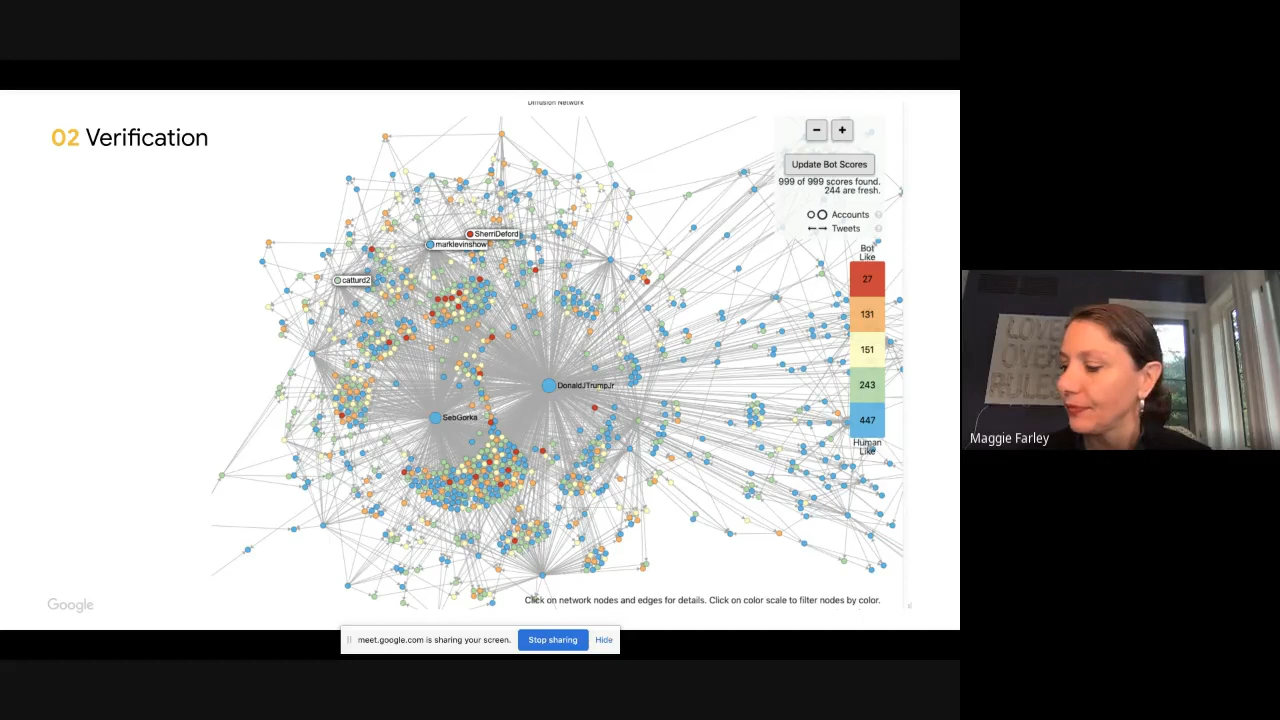 02 Verification
Diffusion Network
− +
Update Bot Scores
999 of 999 scores found.
244 are fresh.
Accounts
Tweets
Bot
Like
27
131
151
243
447
Human
Like
SherriDeford
marklevinshow
catturd2
DonaldJTrumpJr
SebGorka
Click on network nodes and edges for details. Click on color scale to filter nodes by color.
Google
meet.google.com is sharing your screen. Stop sharing Hide
LOVE
OVER
RULES
Maggie Farley